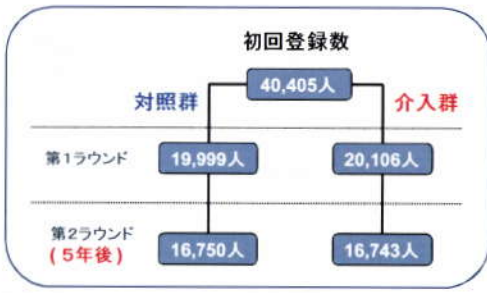 初回登録数
40,405人
対照群
介入群
第1ラウンド
19,999人
20,106人
第2ラウンド
(5年後)
16,750人
16,743人